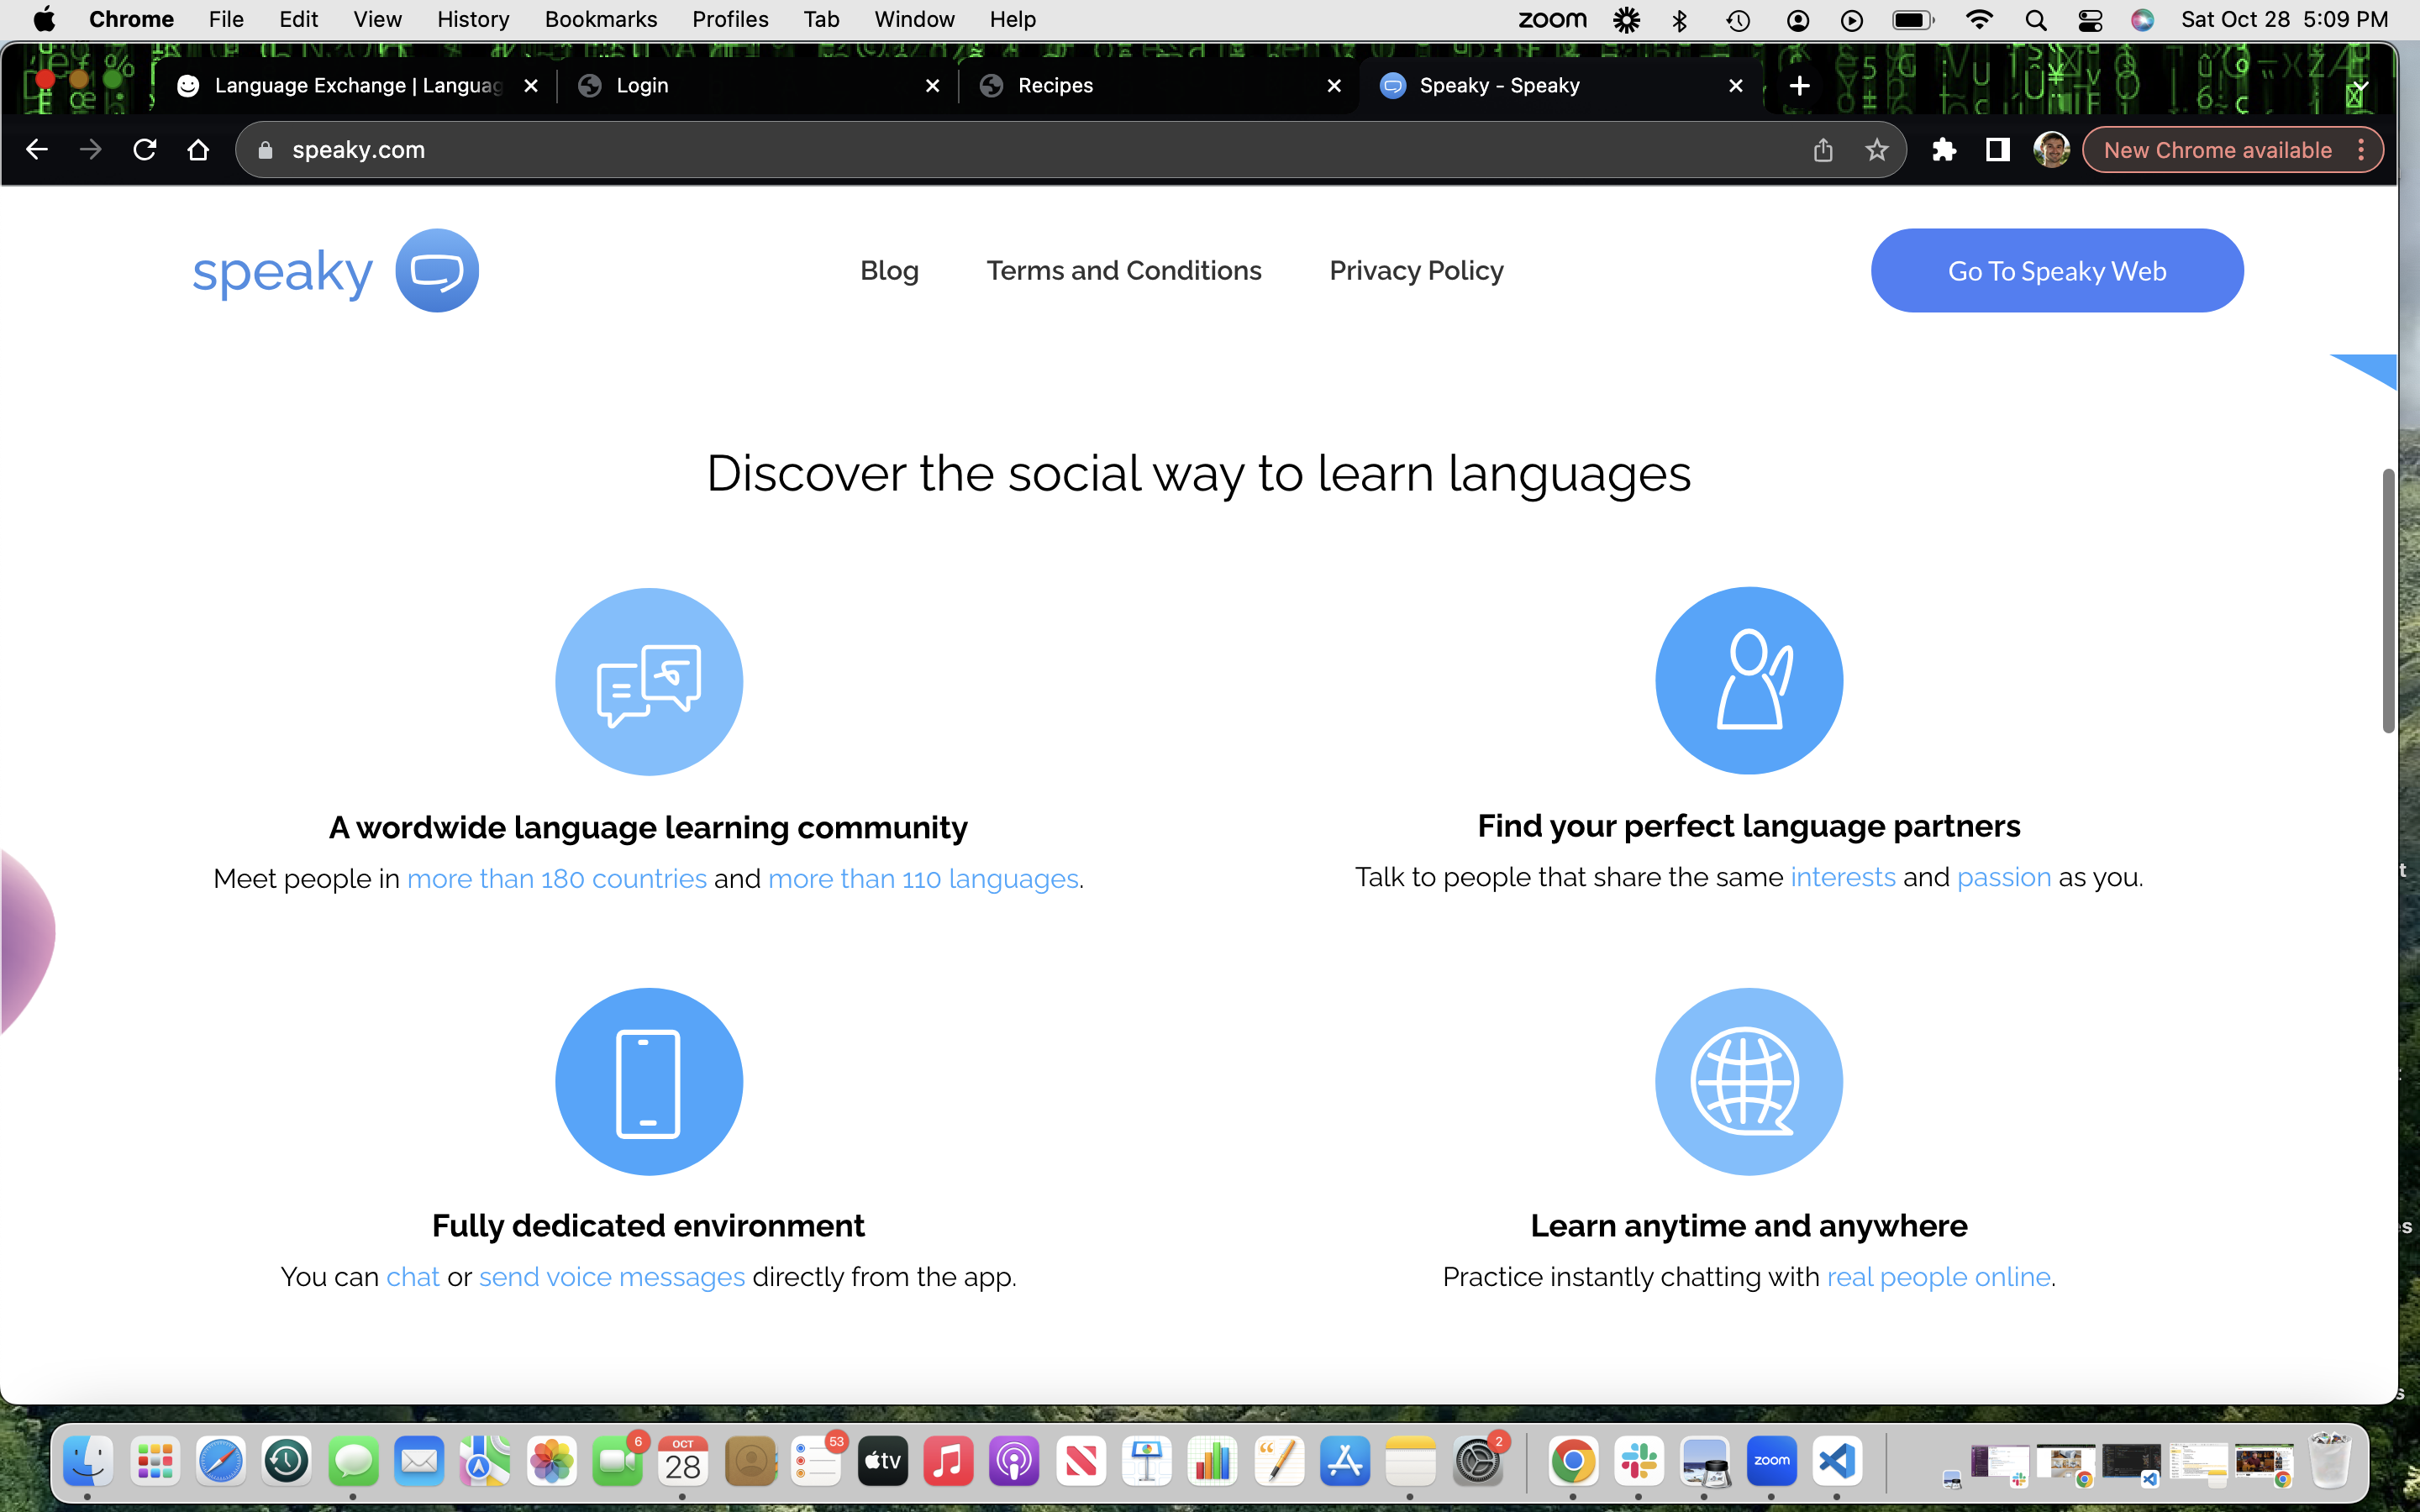 Chrome File Edit View History Bookmarks Profiles Tab Window Help zoom Sat Oct 28 5:09 PM
Language Exchange | Languag Login Recipes Speaky - Speaky
speaky.com New Chrome available
speaky Blog Terms and Conditions Privacy Policy Go To Speaky Web
Discover the social way to learn languages
A wordwide language learning community
Meet people in more than 180 countries and more than 110 languages.
Find your perfect language partners
Talk to people that share the same interests and passion as you.
Fully dedicated environment
You can chat or send voice messages directly from the app.
Learn anytime and anywhere
Practice instantly chatting with real people online.
6 OCT 28 53 tv 2 zoom